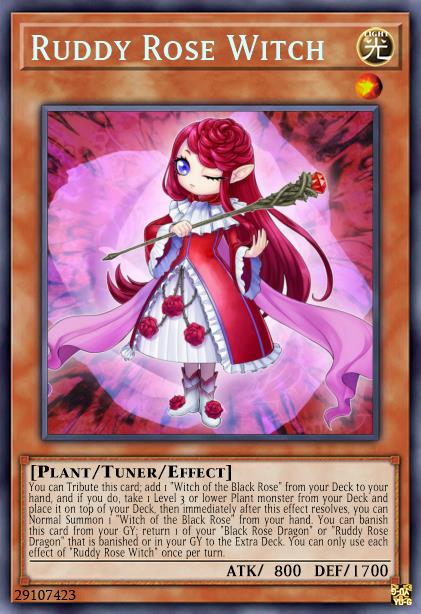 Ruddy Rose Witch
LIGHT
光
[Plant/Tuner/Effect]
You can Tribute this card; add 1 "Witch of the Black Rose" from your Deck to your
hand, and if you do, take 1 Level 3 or lower Plant monster from your Deck and
place it on top of your Deck, then immediately after this effect resolves, you can
Normal Summon 1 "Witch of the Black Rose" from your hand. You can banish
this card from your GY; return 1 of your "Black Rose Dragon" or "Ruddy Rose
Dragon" that is banished or in your GY to the Extra Deck. You can only use each
effect of "Ruddy Rose Witch" once per turn.
ATK/ 800 DEF/1700
29107423